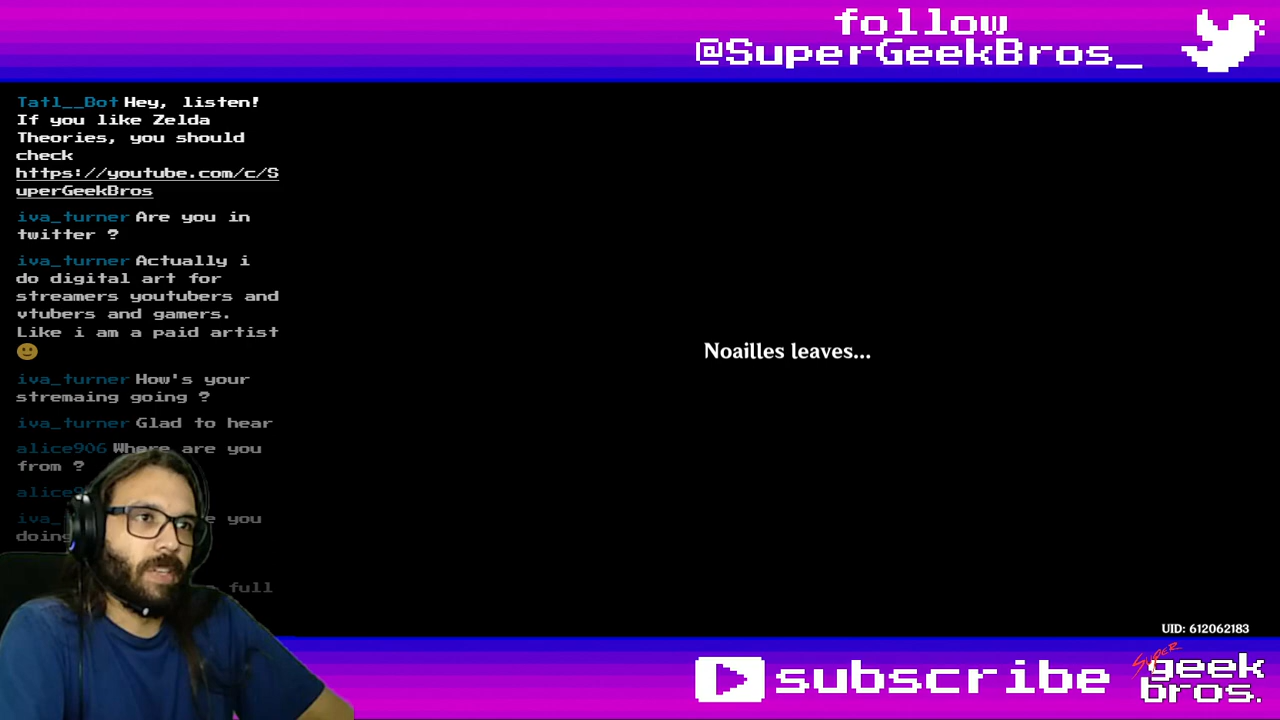 follow
@SuperGeekBros_
Tatl__Bot Hey, listen!
If you like Zelda
Theories, you should
check
https://youtube.com/c/S
uperGeekBros
iva_turner Are you in
twitter ?
iva_turner Actually i
do digital art for
streamers youtubers and
vtubers and gamers.
Like i am a paid artist
iva_turner How's your
stremaing going ?
iva_turner Glad to hear
alice906 Where are you
from ?
you
doing
full
Noailles leaves...
UID: 612062183
subscribe
SUPER
geek
bros.